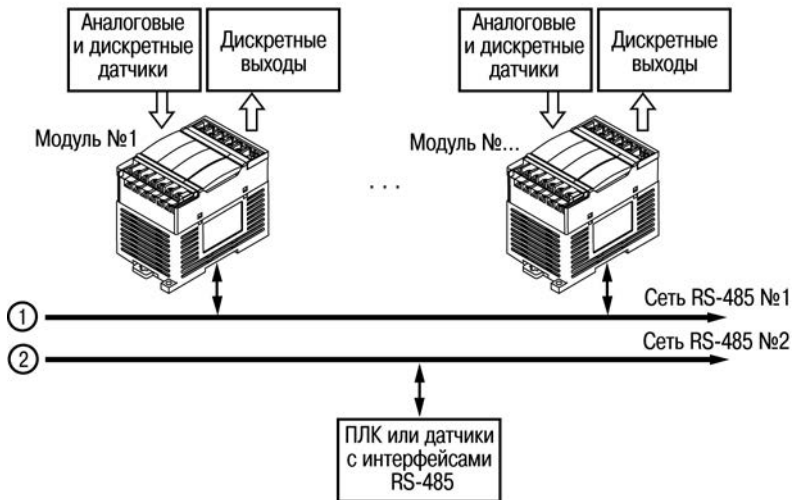 Аналоговые
и дискретные
датчики
Дискретные
выходы
Аналоговые
и дискретные
датчики
Дискретные
выходы
Модуль №1
Модуль №...
. . .
Сеть RS-485 №1
1
Сеть RS-485 №2
2
ПЛК или датчики
с интерфейсами
RS-485